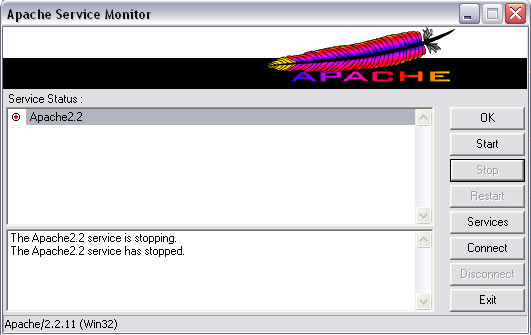 Apache Service Monitor
APACHE
Service Status :
Apache2.2
OK
Start
Stop
Restart
Services
Connect
Disconnect
Exit
The Apache2.2 service is stopping.
The Apache2.2 service has stopped.
Apache/2.2.11 (Win32)